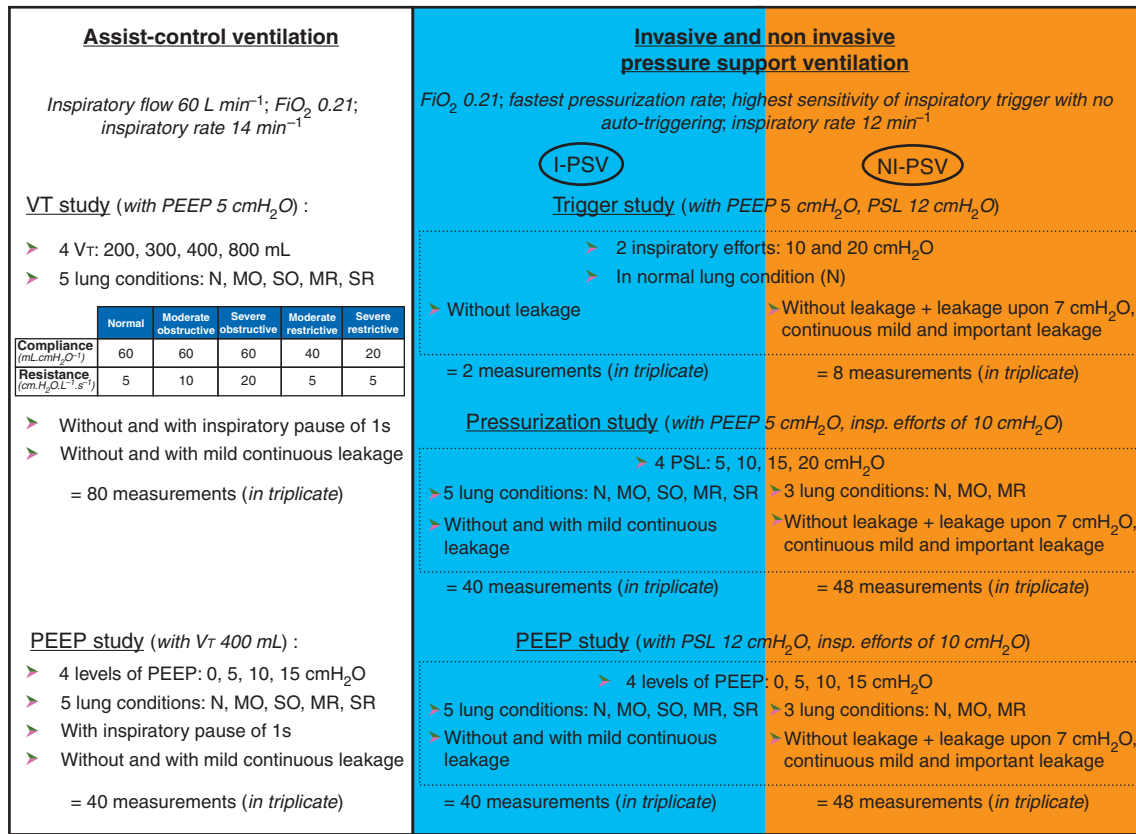 Assist-control ventilation
Inspiratory flow 60 L min⁻¹; FiO₂ 0.21;
inspiratory rate 14 min⁻¹
VT study (with PEEP 5 cmH₂O) :
4 VT: 200, 300, 400, 800 mL
5 lung conditions: N, MO, SO, MR, SR
Normal Moderate obstructive Severe obstructive Moderate restrictive Severe restrictive
Compliance (mL.cmH₂O⁻¹) 60 60 60 40 20
Resistance (cm.H₂O.L⁻¹.s⁻¹) 5 10 20 5 5
Without and with inspiratory pause of 1s
Without and with mild continuous leakage
= 80 measurements (in triplicate)
PEEP study (with VT 400 mL) :
4 levels of PEEP: 0, 5, 10, 15 cmH₂O
5 lung conditions: N, MO, SO, MR, SR
With inspiratory pause of 1s
Without and with mild continuous leakage
= 40 measurements (in triplicate)
Invasive and non invasive
pressure support ventilation
FiO₂ 0.21; fastest pressurization rate; highest sensitivity of inspiratory trigger with no
auto-triggering; inspiratory rate 12 min⁻¹
I-PSV NI-PSV
Trigger study (with PEEP 5 cmH₂O, PSL 12 cmH₂O)
2 inspiratory efforts: 10 and 20 cmH₂O
In normal lung condition (N)
Without leakage
Without leakage + leakage upon 7 cmH₂O,
continuous mild and important leakage
= 2 measurements (in triplicate)
= 8 measurements (in triplicate)
Pressurization study (with PEEP 5 cmH₂O, insp. efforts of 10 cmH₂O)
4 PSL: 5, 10, 15, 20 cmH₂O
5 lung conditions: N, MO, SO, MR, SR
Without and with mild continuous
leakage
3 lung conditions: N, MO, MR
Without leakage + leakage upon 7 cmH₂O,
continuous mild and important leakage
= 40 measurements (in triplicate)
= 48 measurements (in triplicate)
PEEP study (with PSL 12 cmH₂O, insp. efforts of 10 cmH₂O)
4 levels of PEEP: 0, 5, 10, 15 cmH₂O
5 lung conditions: N, MO, SO, MR, SR
Without and with mild continuous
leakage
3 lung conditions: N, MO, MR
Without leakage + leakage upon 7 cmH₂O,
continuous mild and important leakage
= 40 measurements (in triplicate)
= 48 measurements (in triplicate)